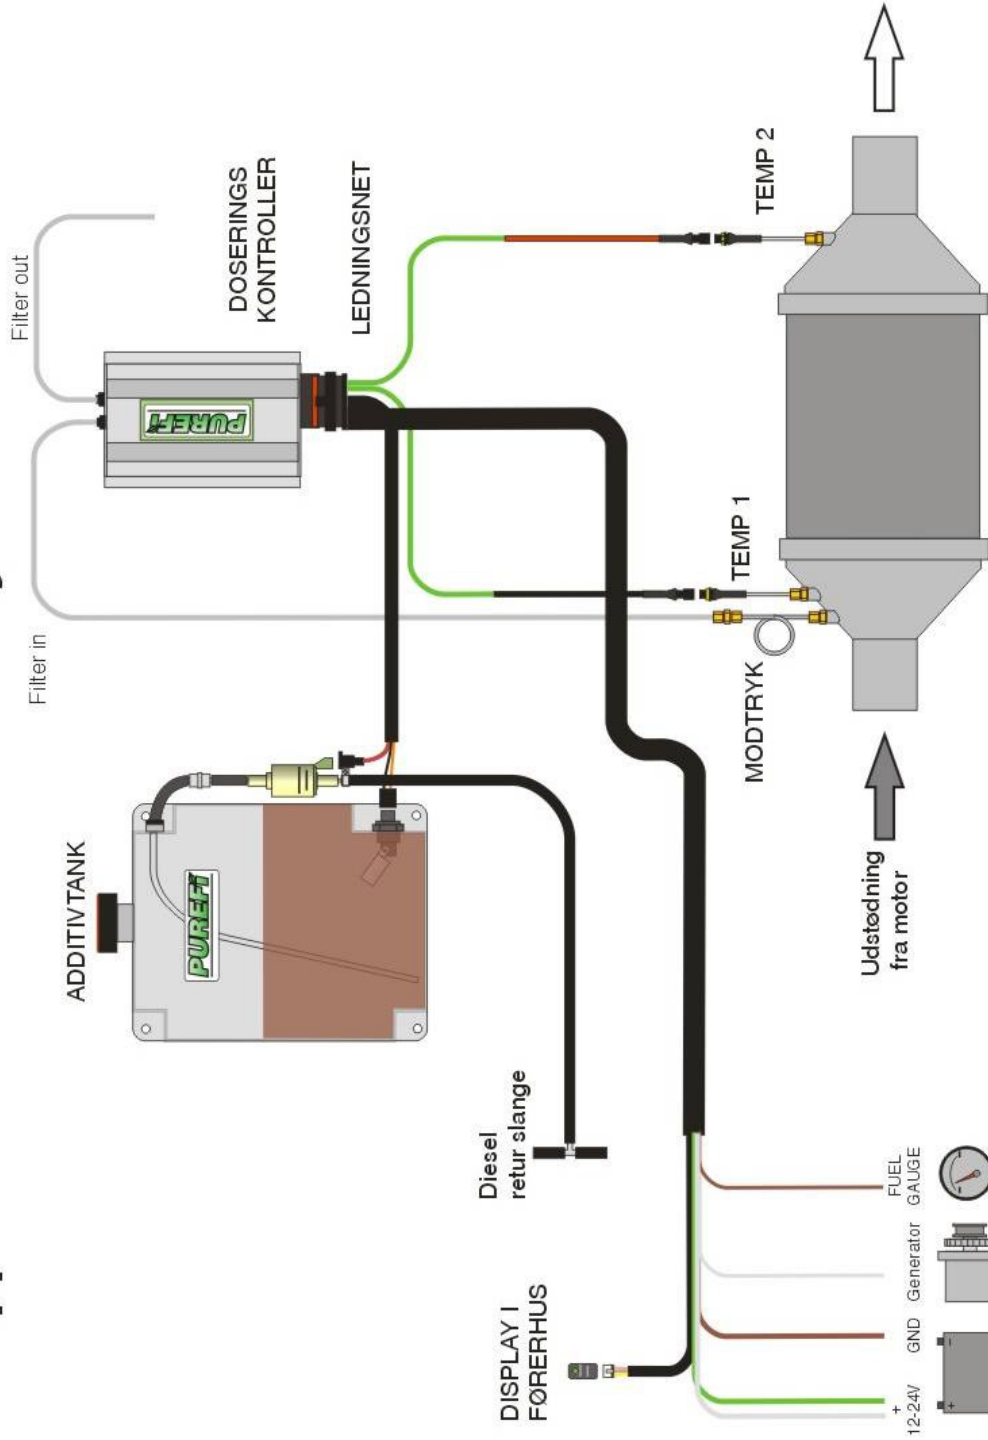 Filter out
Filter in
DOSERINGS
KONTROLLER
LEDNINGSNET
PUREFi
ADDITIVTANK
PUREFi
TEMP 2
TEMP 1
MODTRYK
Udstødning
fra motor
Diesel
retur slange
DISPLAY I
FØRERHUS
FUEL
GAUGE
Generator
GND
+
12-24V
+
-